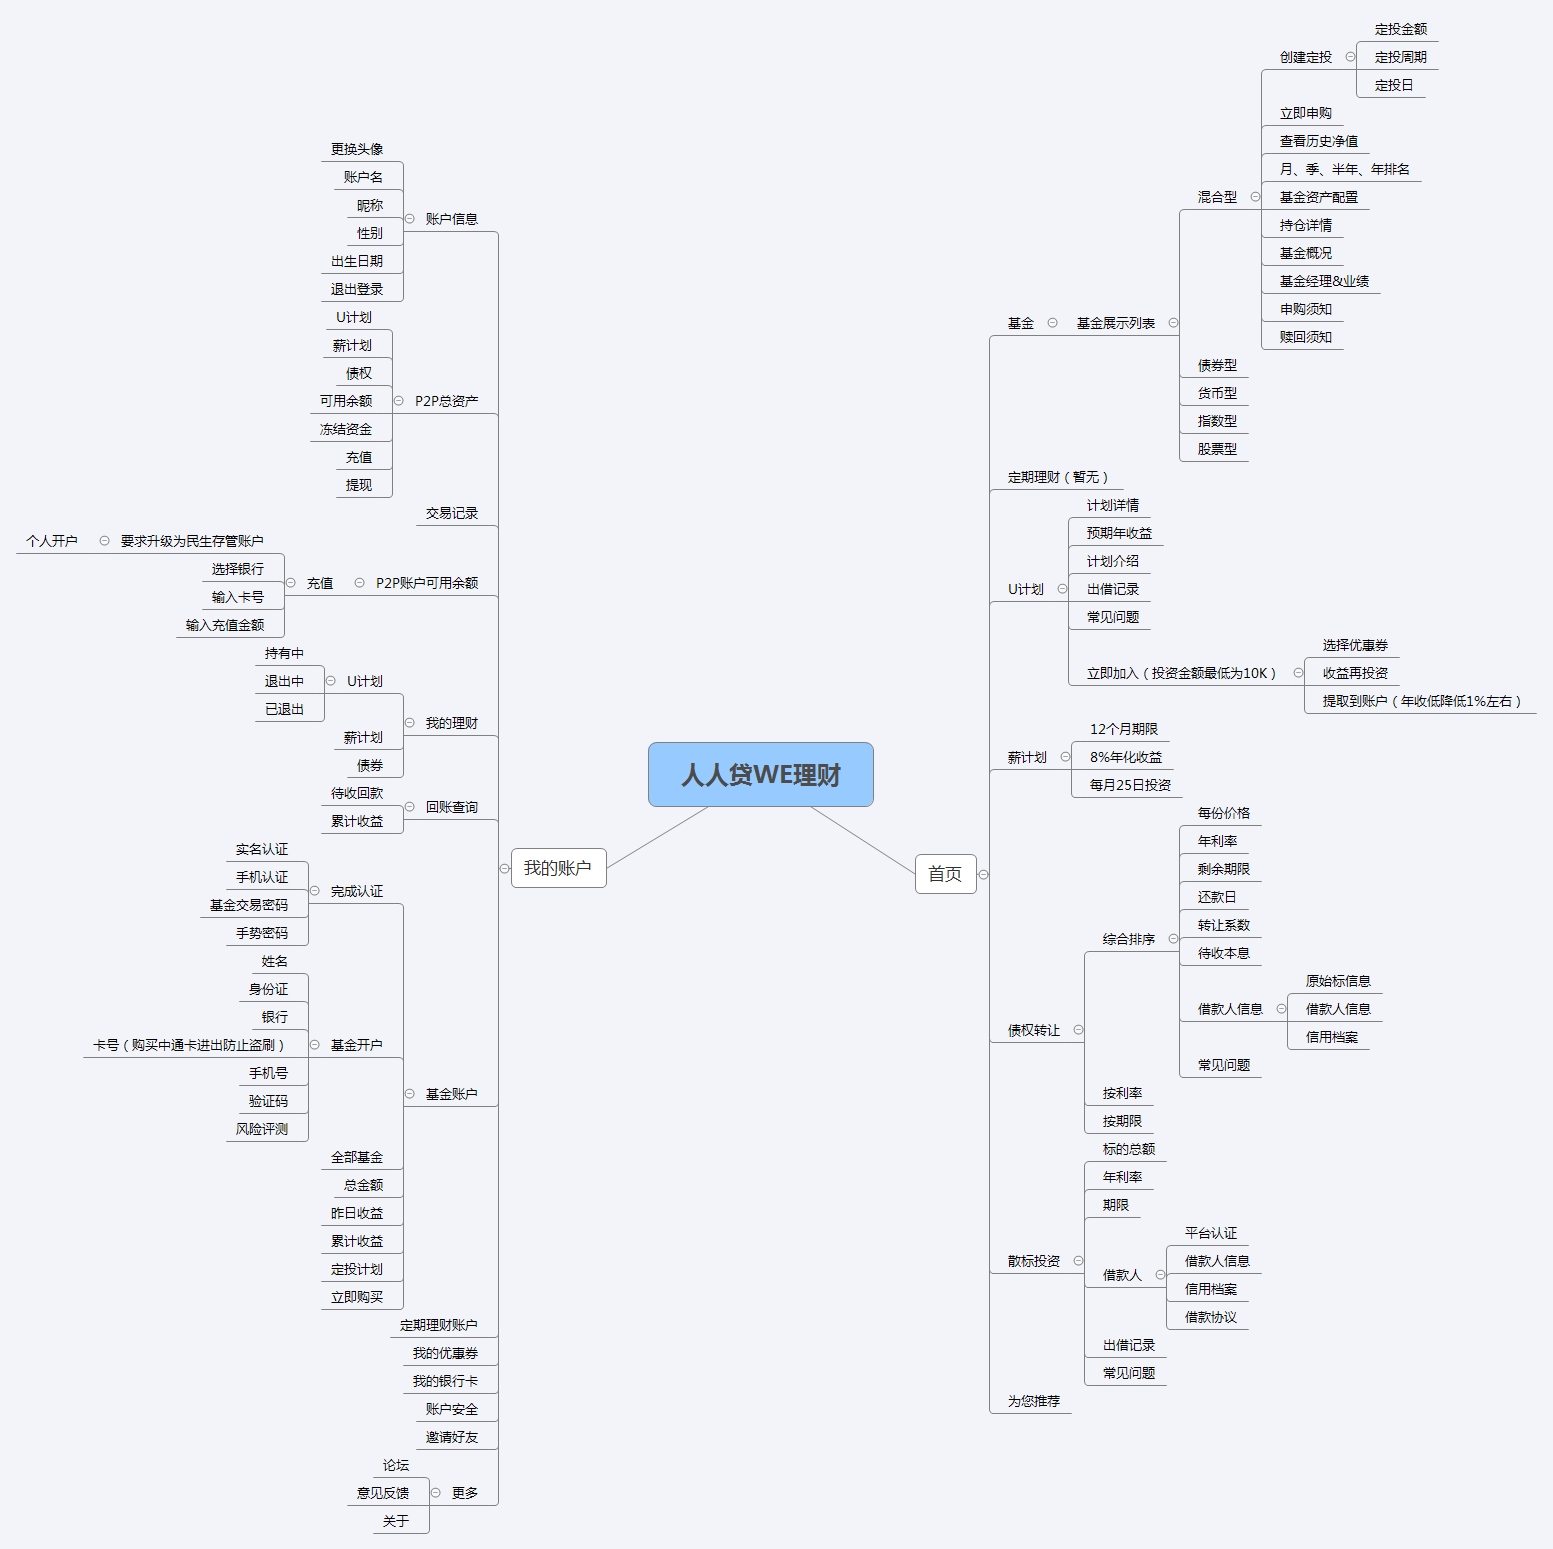 人人贷WE理财
首页
基金
基金展示列表
混合型
创建定投
定投金额
定投周期
定投日
立即申购
查看历史净值
月、季、半年、年排名
基金资产配置
持仓详情
基金概况
基金经理&业绩
申购须知
赎回须知
债券型
货币型
指数型
股票型
定期理财（暂无）
U计划
计划详情
预期年收益
计划介绍
出借记录
常见问题
立即加入（投资金额最低为10K）
选择优惠券
收益再投资
提取到账户（年收低降低1%左右）
薪计划
12个月期限
8%年化收益
每月25日投资
债权转让
综合排序
每份价格
年利率
剩余期限
还款日
转让系数
待收本息
借款人信息
原始标信息
借款人信息
信用档案
常见问题
按利率
按期限
散标投资
标的总额
年利率
期限
借款人
平台认证
借款人信息
信用档案
借款协议
出借记录
常见问题
为您推荐
我的账户
账户信息
更换头像
账户名
昵称
性别
出生日期
退出登录
P2P总资产
U计划
薪计划
债权
可用余额
冻结资金
充值
提现
交易记录
P2P账户可用余额
充值
要求升级为民生存管账户
个人开户
选择银行
输入卡号
输入充值金额
我的理财
U计划
持有中
退出中
已退出
薪计划
债券
回账查询
待收回款
累计收益
基金账户
完成认证
实名认证
手机认证
基金交易密码
手势密码
基金开户
姓名
身份证
银行
卡号（购买中通卡进出防止盗刷）
手机号
验证码
风险评测
全部基金
总金额
昨日收益
累计收益
定投计划
立即购买
定期理财账户
我的优惠券
我的银行卡
账户安全
邀请好友
更多
论坛
意见反馈
关于